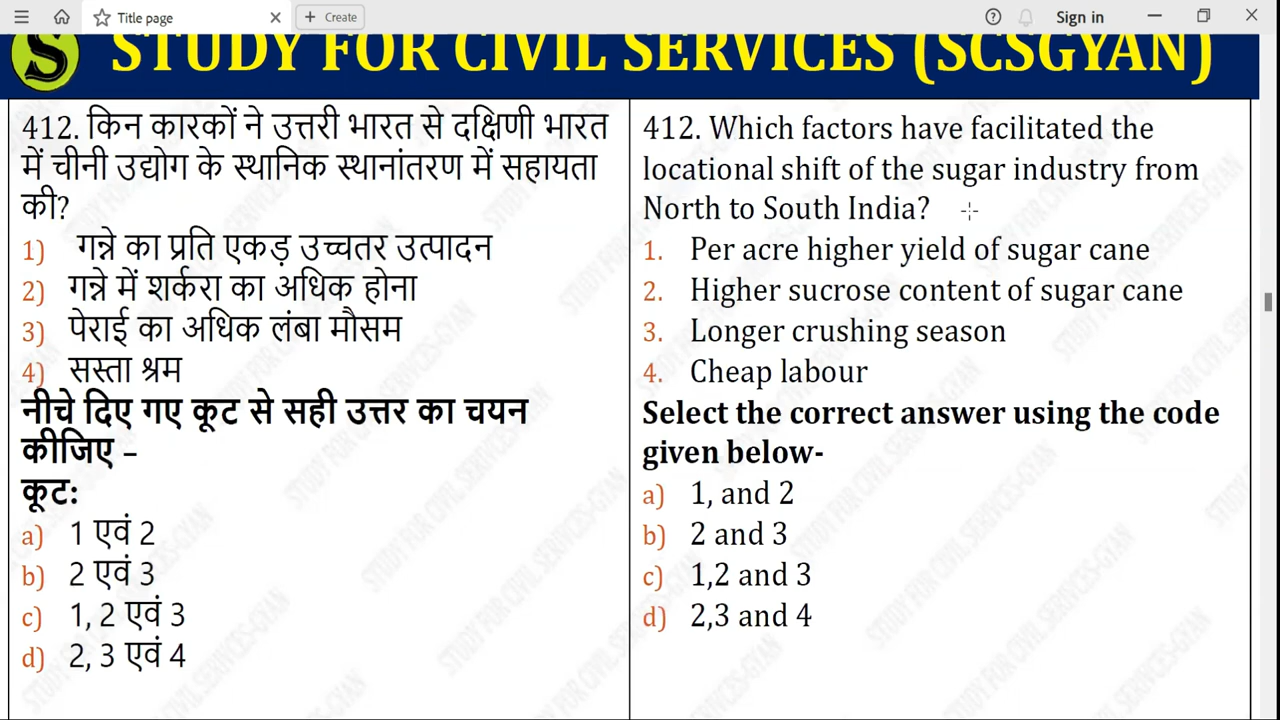 Title page
Create
Sign in
S
STUDY FOR CIVIL SERVICES (SCSGYAN)
412. किन कारकों ने उत्तरी भारत से दक्षिणी भारत
में चीनी उद्योग के स्थानिक स्थानांतरण में सहायता
की?
1) गन्ने का प्रति एकड़ उच्चतर उत्पादन
2) गन्ने में शर्करा का अधिक होना
3) पेराई का अधिक लंबा मौसम
4) सस्ता श्रम
नीचे दिए गए कूट से सही उत्तर का चयन
कीजिए –
कूट:
a) 1 एवं 2
b) 2 एवं 3
c) 1, 2 एवं 3
d) 2, 3 एवं 4
412. Which factors have facilitated the
locational shift of the sugar industry from
North to South India?
1. Per acre higher yield of sugar cane
2. Higher sucrose content of sugar cane
3. Longer crushing season
4. Cheap labour
Select the correct answer using the code
given below-
a) 1, and 2
b) 2 and 3
c) 1,2 and 3
d) 2,3 and 4